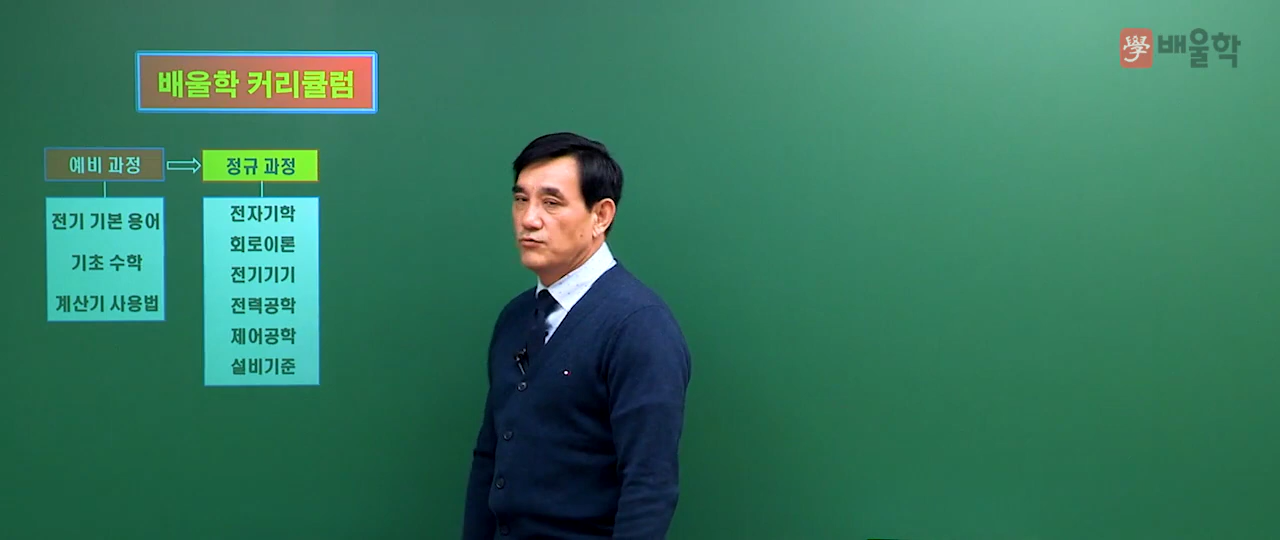 學 배울학
배울학 커리큘럼
예비 과정
전기 기본 용어
기초 수학
계산기 사용법
정규 과정
전자기학
회로이론
전기기기
전력공학
제어공학
설비기준